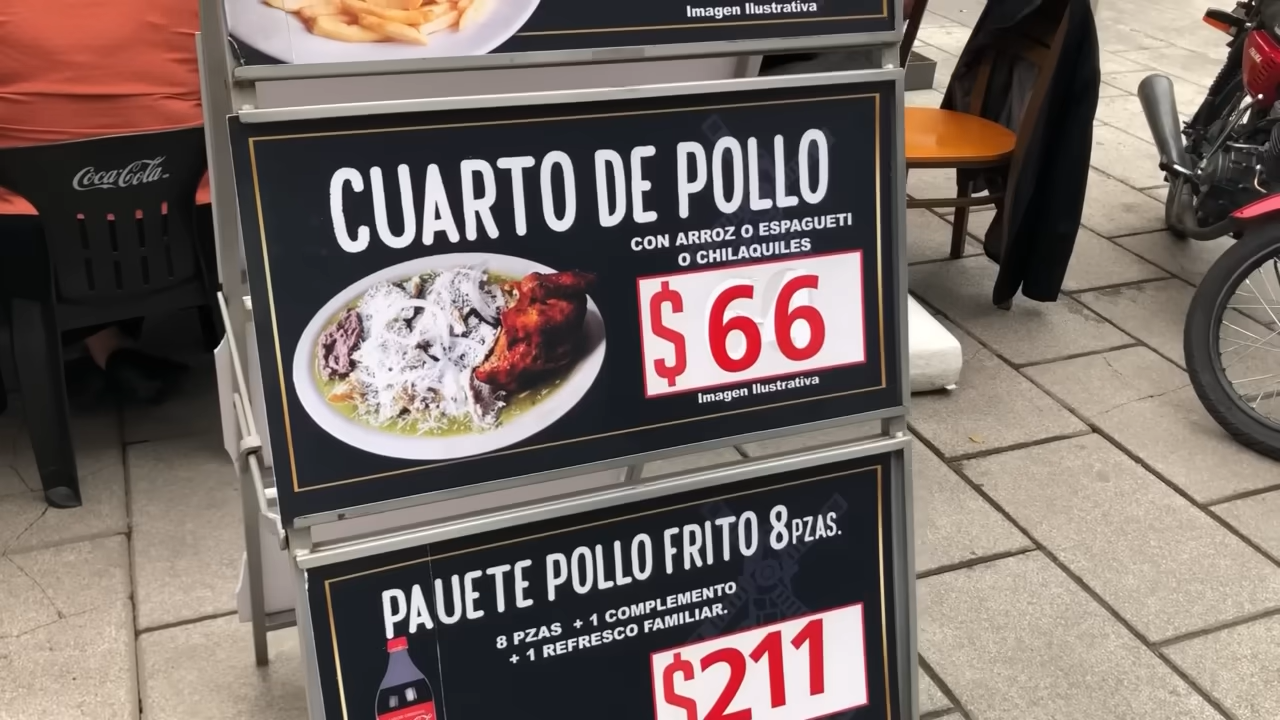 Imagen Ilustrativa
Coca-Cola
CUARTO DE POLLO
CON ARROZ O ESPAGUETI
O CHILAQUILES
$66
Imagen Ilustrativa
PAUETE POLLO FRITO 8PZAS.
8 PZAS + 1 COMPLEMENTO
+ 1 REFRESCO FAMILIAR.
$211